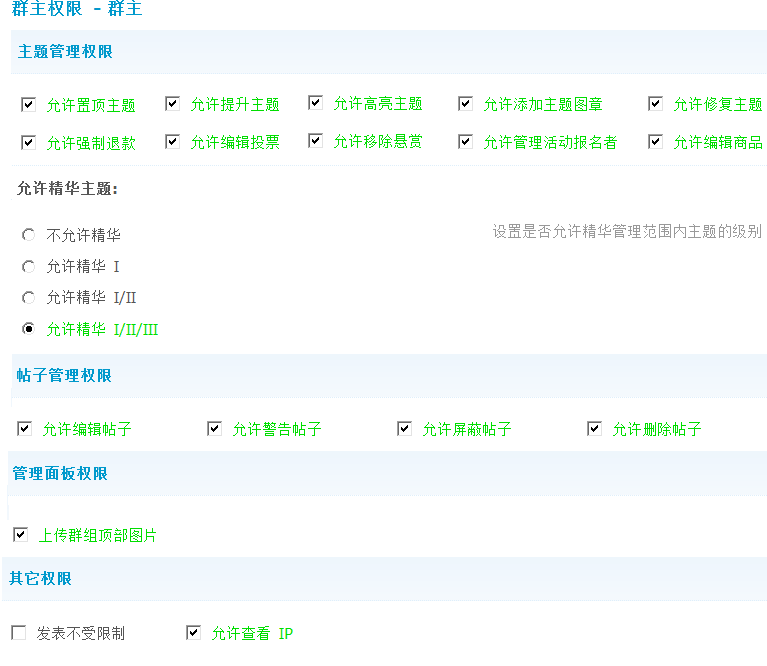 群主权限 - 群主
主题管理权限
允许置顶主题 允许提升主题 允许高亮主题 允许添加主题图章 允许修复主题
允许强制退款 允许编辑投票 允许移除悬赏 允许管理活动报名者 允许编辑商品
允许精华主题:
不允许精华 设置是否允许精华管理范围内主题的级别
允许精华 I
允许精华 I/II
允许精华 I/II/III
帖子管理权限
允许编辑帖子 允许警告帖子 允许屏蔽帖子 允许删除帖子
管理面板权限
上传群组顶部图片
其它权限
发表不受限制 允许查看 IP